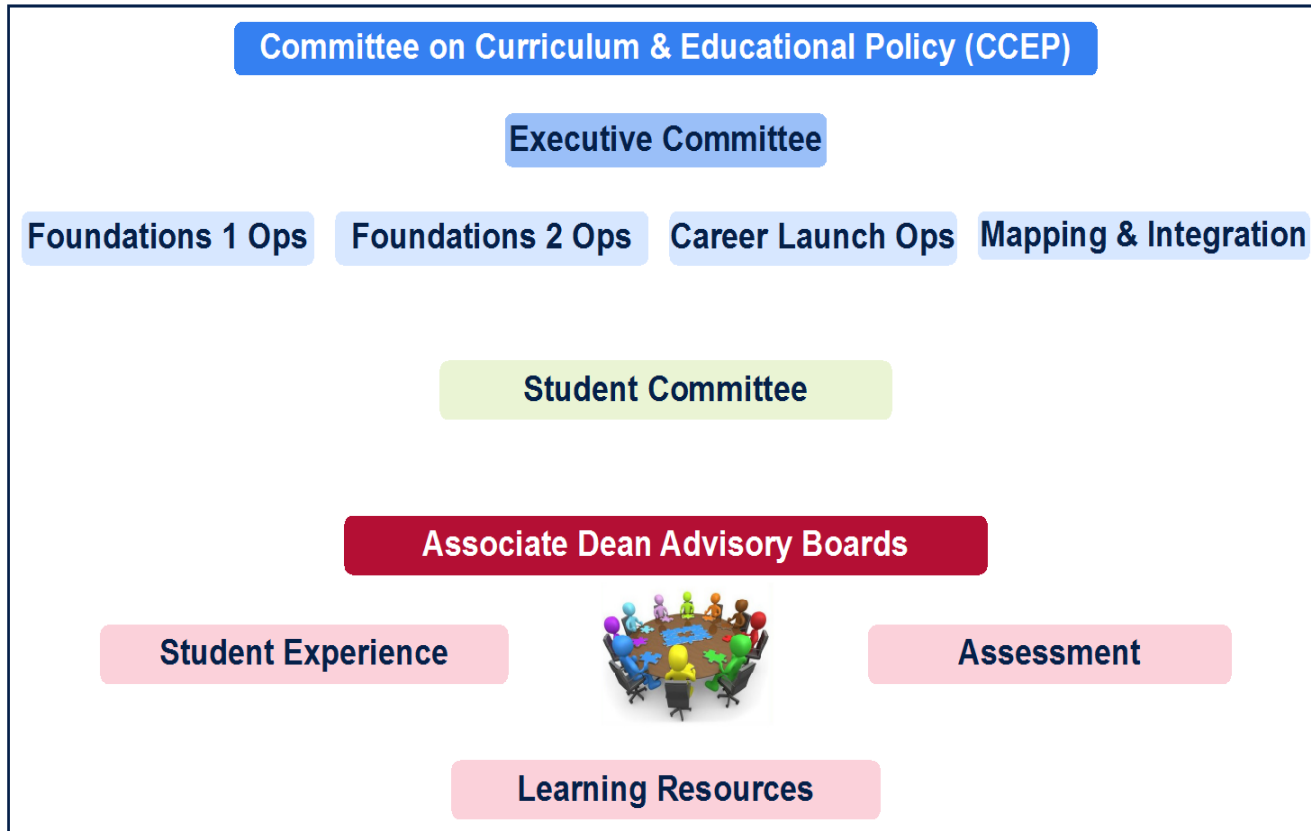 Committee on Curriculum & Educational Policy (CCEP)
Executive Committee
Foundations 1 Ops
Foundations 2 Ops
Career Launch Ops
Mapping & Integration
Student Committee
Associate Dean Advisory Boards
Student Experience
Assessment
Learning Resources